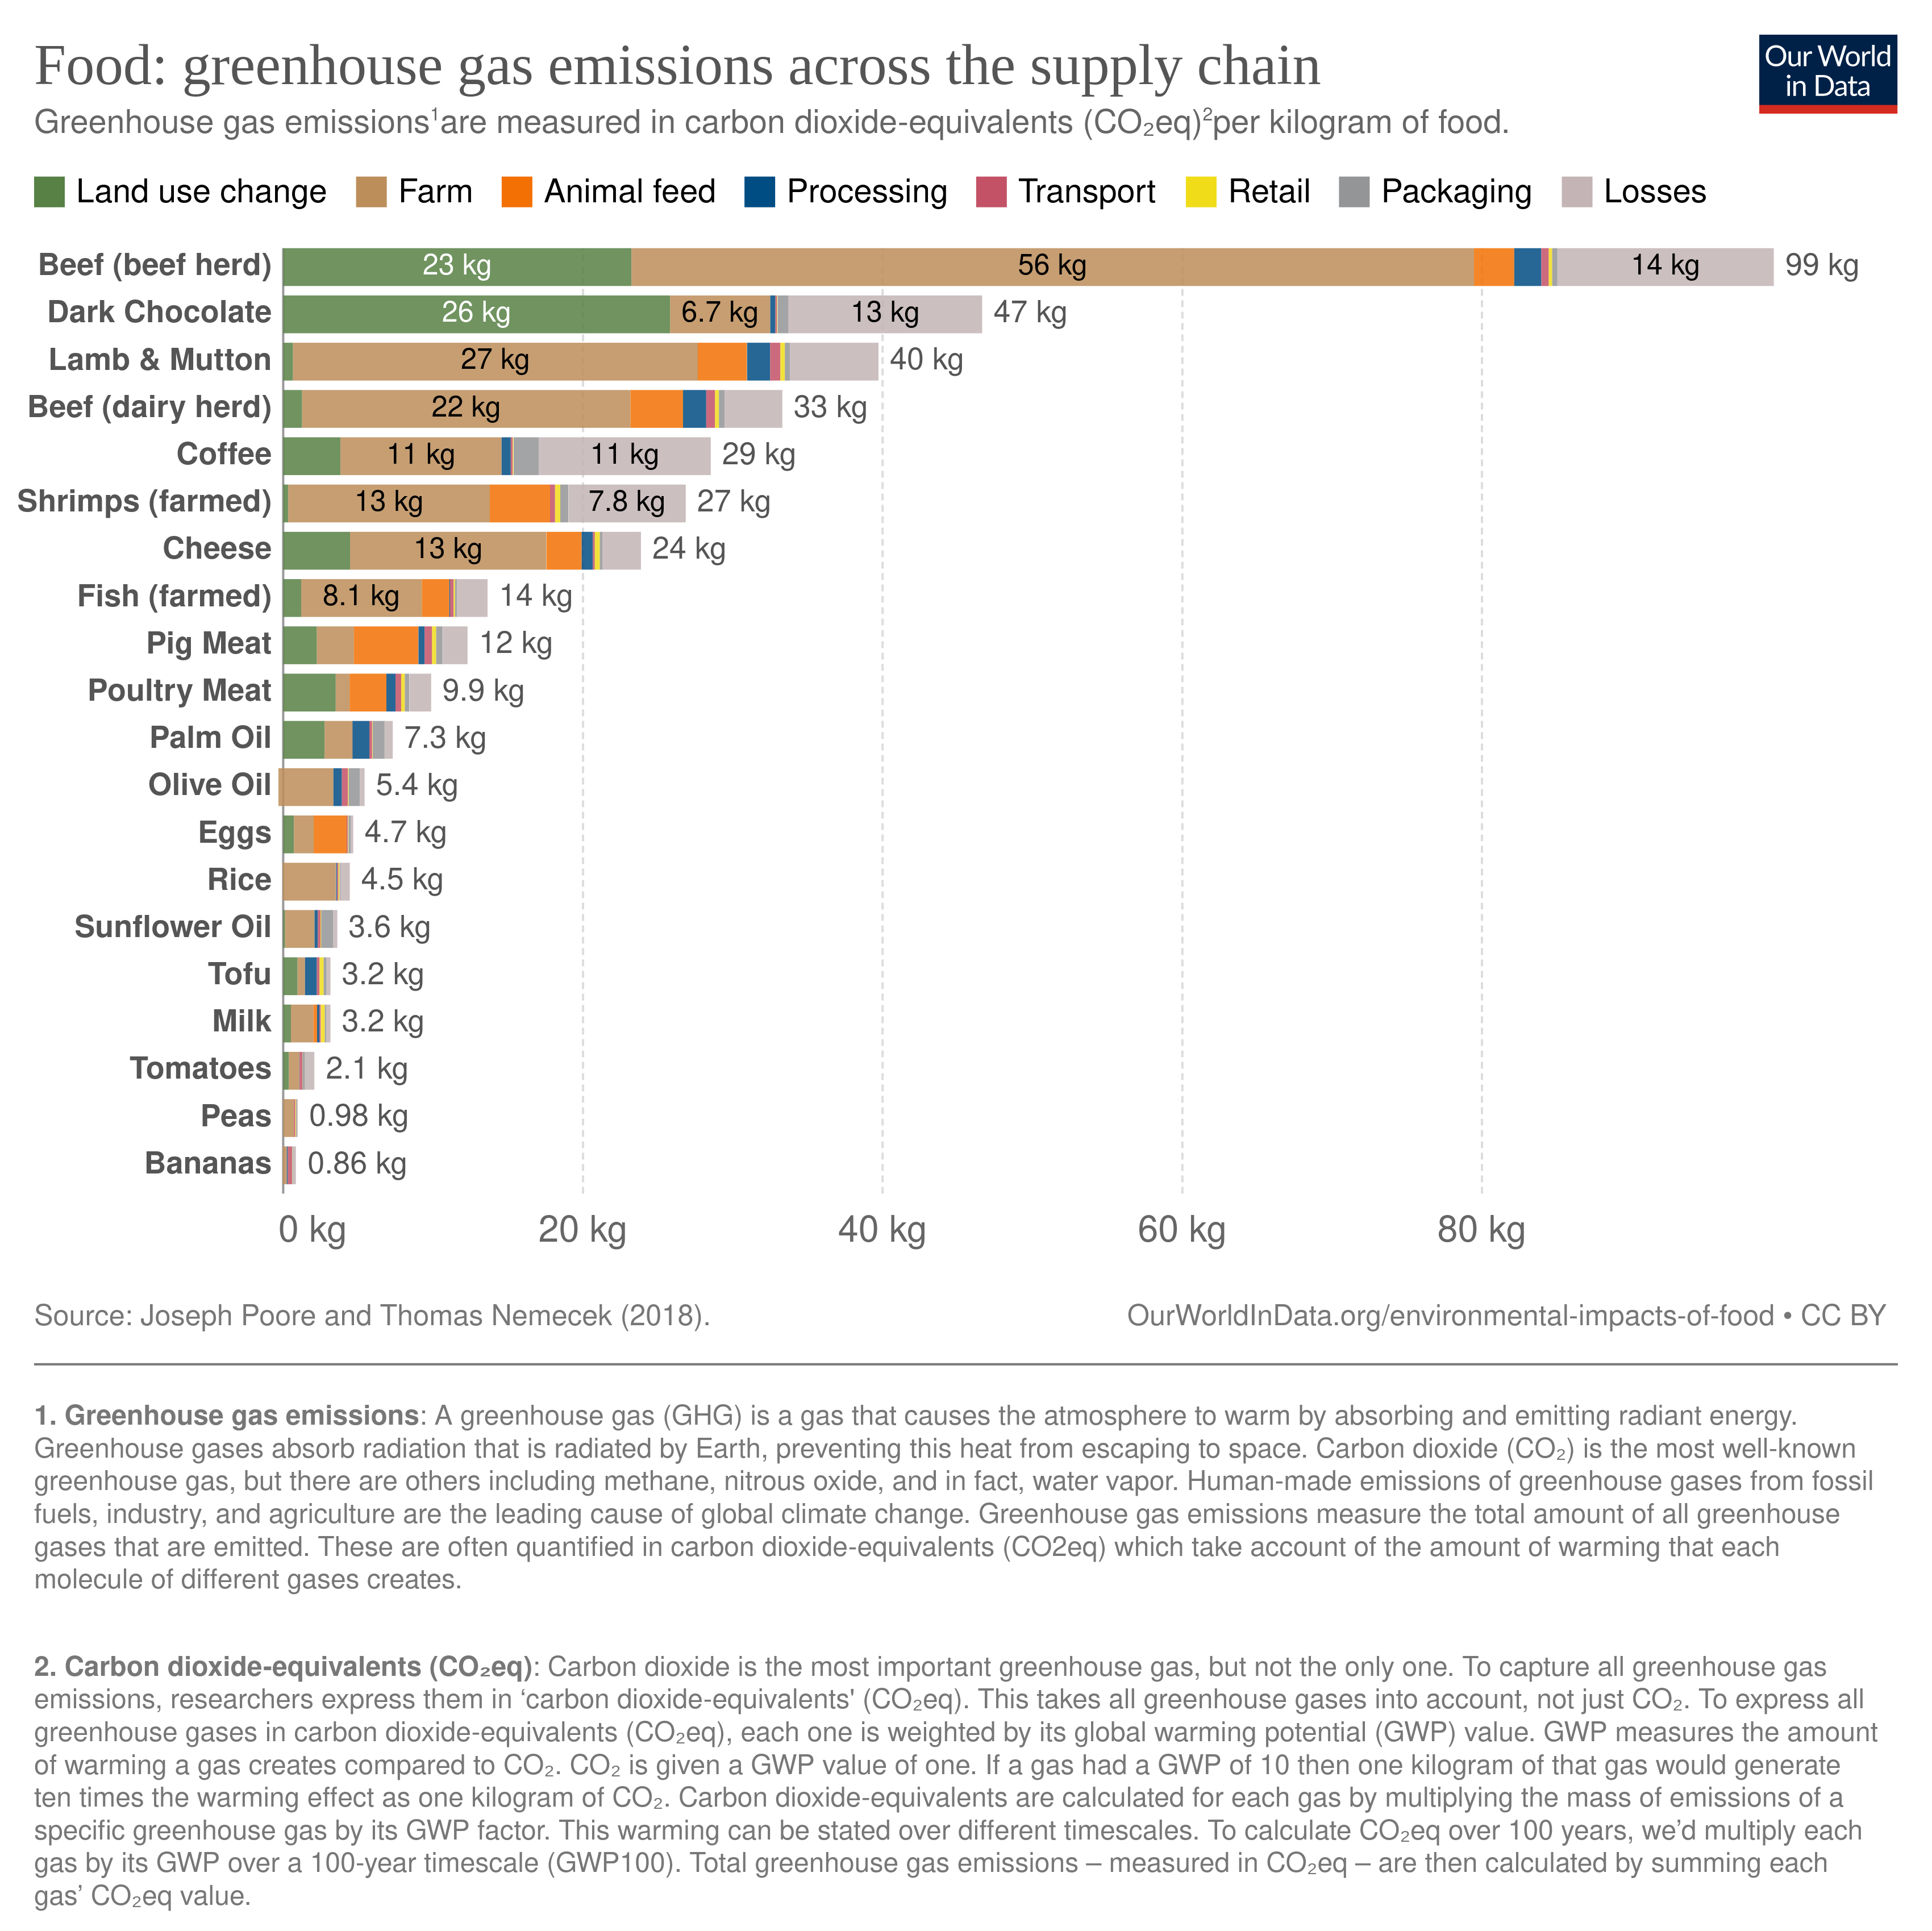 Food: greenhouse gas emissions across the supply chain
Our World
in Data
Greenhouse gas emissions¹are measured in carbon dioxide-equivalents (CO₂eq)²per kilogram of food.
Land use change Farm Animal feed Processing Transport Retail Packaging Losses
Beef (beef herd) 23 kg 56 kg 14 kg 99 kg
Dark Chocolate 26 kg 6.7 kg 13 kg 47 kg
Lamb & Mutton 27 kg 40 kg
Beef (dairy herd) 22 kg 33 kg
Coffee 11 kg 11 kg 29 kg
Shrimps (farmed) 13 kg 7.8 kg 27 kg
Cheese 13 kg 24 kg
Fish (farmed) 8.1 kg 14 kg
Pig Meat 12 kg
Poultry Meat 9.9 kg
Palm Oil 7.3 kg
Olive Oil 5.4 kg
Eggs 4.7 kg
Rice 4.5 kg
Sunflower Oil 3.6 kg
Tofu 3.2 kg
Milk 3.2 kg
Tomatoes 2.1 kg
Peas 0.98 kg
Bananas 0.86 kg
0 kg 20 kg 40 kg 60 kg 80 kg
Source: Joseph Poore and Thomas Nemecek (2018). OurWorldInData.org/environmental-impacts-of-food • CC BY
1. Greenhouse gas emissions: A greenhouse gas (GHG) is a gas that causes the atmosphere to warm by absorbing and emitting radiant energy.
Greenhouse gases absorb radiation that is radiated by Earth, preventing this heat from escaping to space. Carbon dioxide (CO₂) is the most well-known
greenhouse gas, but there are others including methane, nitrous oxide, and in fact, water vapor. Human-made emissions of greenhouse gases from fossil
fuels, industry, and agriculture are the leading cause of global climate change. Greenhouse gas emissions measure the total amount of all greenhouse
gases that are emitted. These are often quantified in carbon dioxide-equivalents (CO2eq) which take account of the amount of warming that each
molecule of different gases creates.
2. Carbon dioxide-equivalents (CO₂eq): Carbon dioxide is the most important greenhouse gas, but not the only one. To capture all greenhouse gas
emissions, researchers express them in ‘carbon dioxide-equivalents' (CO₂eq). This takes all greenhouse gases into account, not just CO₂. To express all
greenhouse gases in carbon dioxide-equivalents (CO₂eq), each one is weighted by its global warming potential (GWP) value. GWP measures the amount
of warming a gas creates compared to CO₂. CO₂ is given a GWP value of one. If a gas had a GWP of 10 then one kilogram of that gas would generate
ten times the warming effect as one kilogram of CO₂. Carbon dioxide-equivalents are calculated for each gas by multiplying the mass of emissions of a
specific greenhouse gas by its GWP factor. This warming can be stated over different timescales. To calculate CO₂eq over 100 years, we’d multiply each
gas by its GWP over a 100-year timescale (GWP100). Total greenhouse gas emissions – measured in CO₂eq – are then calculated by summing each
gas’ CO₂eq value.